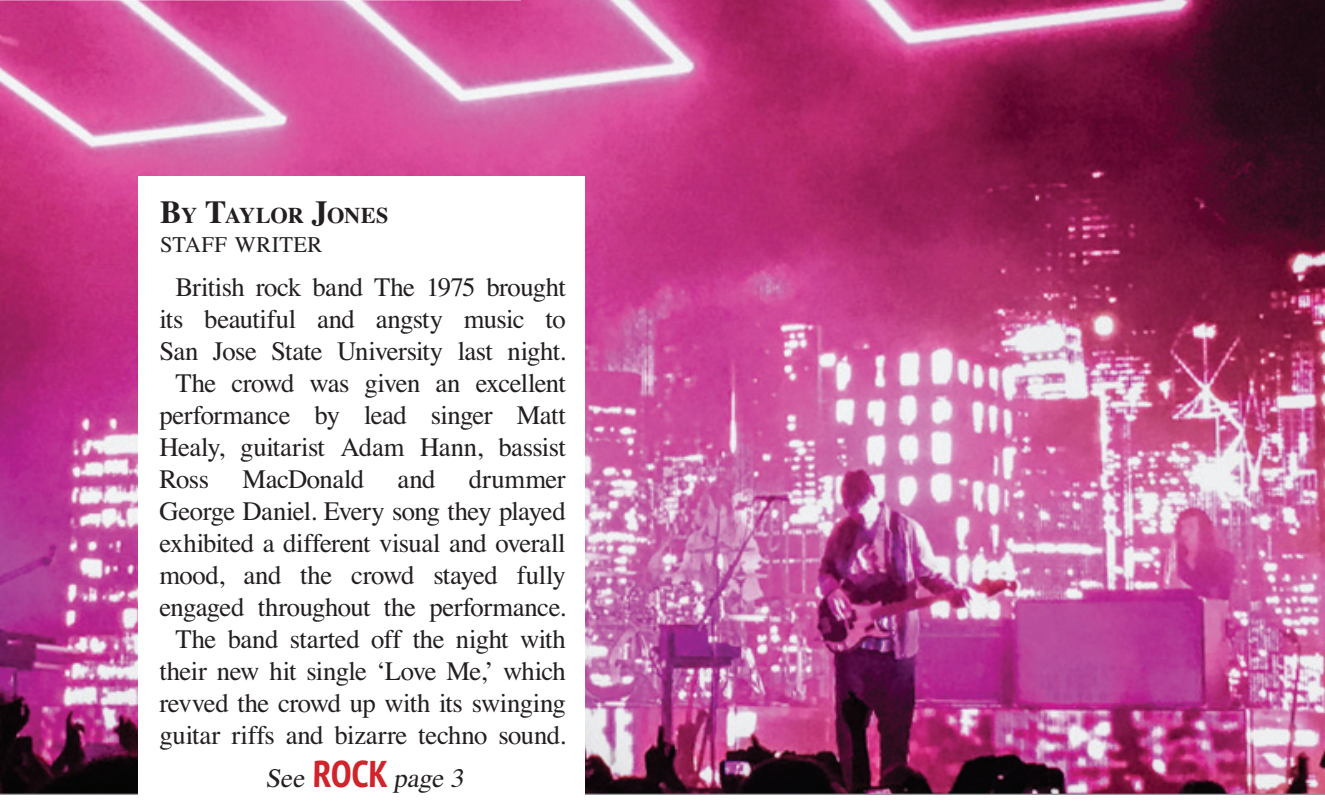 By Taylor Jones
STAFF WRITER
British rock band The 1975 brought
its beautiful and angsty music to
San Jose State University last night.
The crowd was given an excellent
performance by lead singer Matt
Healy, guitarist Adam Hann, bassist
Ross MacDonald and drummer
George Daniel. Every song they played
exhibited a different visual and overall
mood, and the crowd stayed fully
engaged throughout the performance.
The band started off the night with
their new hit single ‘Love Me,’ which
revved the crowd up with its swinging
guitar riffs and bizarre techno sound.
See ROCK page 3